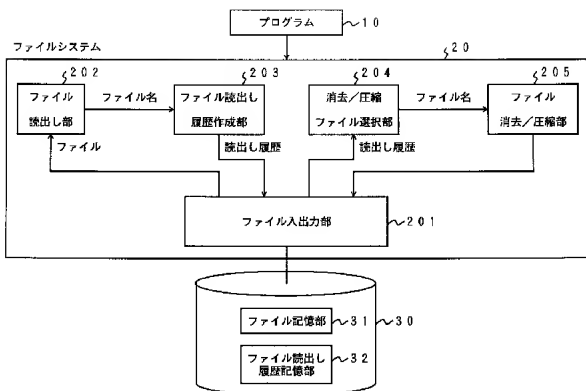 プログラム
10
ファイルシステム
20
202
203
204
205
ファイル
読出し部
ファイル名
ファイル読出し
履歴作成部
消去／圧縮
ファイル選択部
ファイル名
ファイル
消去／圧縮部
ファイル
読出し履歴
読出し履歴
ファイル入出力部
201
ファイル記憶部
31
30
ファイル読出し
履歴記憶部
32